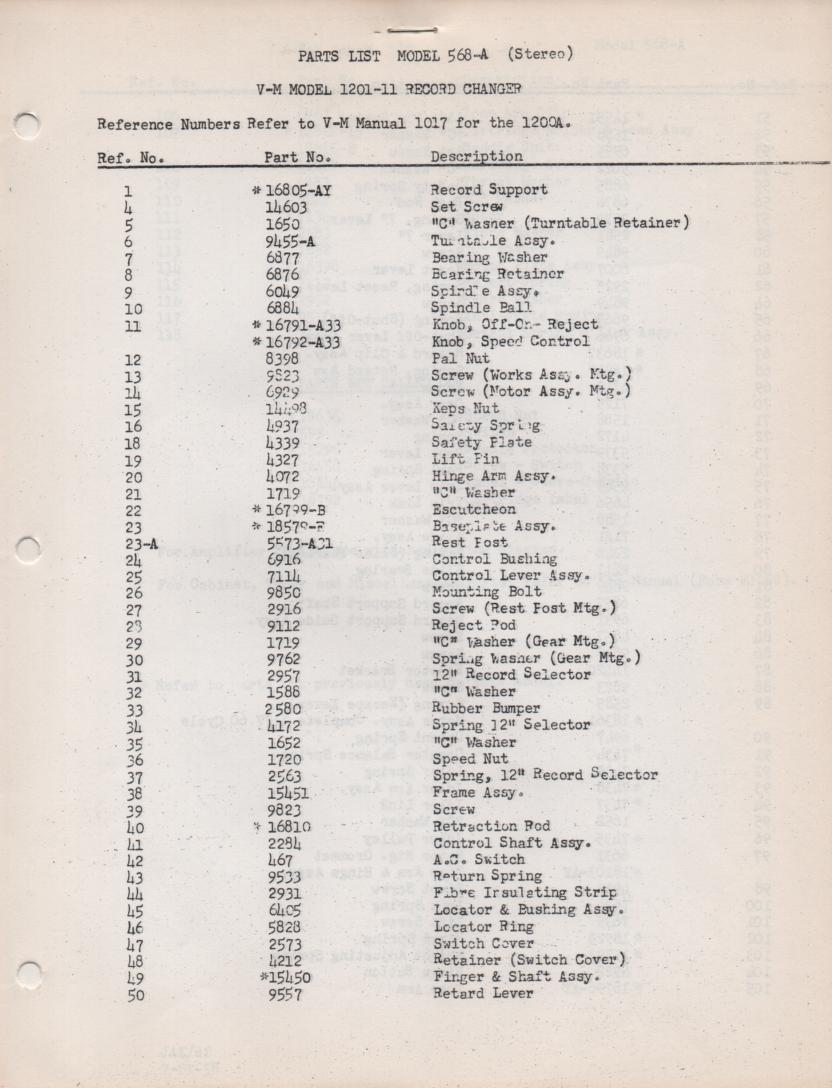 PARTS LIST MODEL 568-A (Stereo)
V-M MODEL 1201-11 RECORD CHANGER
Reference Numbers Refer to V-M Manual 1017 for the 1200A.
Ref. No. Part No. Description
1 *16805-AY Record Support
4 14603 Set Screw
5 1650 "C" Washer (Turntable Retainer)
6 9455-A Turntable Assy.
7 6877 Bearing Washer
8 6876 Bearing Retainer
9 6049 Spindle Assy.
10 6884 Spindle Ball
11 *16791-A33 Knob, Off-On- Reject
*16792-A33 Knob, Speed Control
12 8398 Pal Nut
13 9823 Screw (Works Assy. Mtg.)
14 6929 Screw (Motor Assy. Mtg.)
15 14498 Keps Nut
16 4937 Safety Spring
18 4339 Safety Plate
19 4327 Lift Pin
20 4072 Hinge Arm Assy.
21 1719 "C" Washer
22 *16799-B Escutcheon
23 Baseplate Assy.
23-A 5573-A31 Rest Post
24 6916 Control Bushing
25 7114 Control Lever Assy.
26 9850 Mounting Bolt
27 2916 Screw (Rest Post Mtg.)
28 9112 Reject Rod
29 1719 "C" Washer (Gear Mtg.)
30 9762 Spring Washer (Gear Mtg.)
31 2957 12" Record Selector
32 1588 "C" Washer
33 2580 Rubber Bumper
34 4172 Spring 12" Selector
35 1652 "C" Washer
36 1720 Speed Nut
37 2563 Spring, 12" Record Selector
38 15451 Frame Assy.
39 9823 Screw
40 * 16810 Retraction Rod
41 2284 Control Shaft Assy.
42 467 A.C. Switch
43 9533 Return Spring
44 2931 Fibre Insulating Strip
45 6405 Locator & Bushing Assy.
46 5828 Locator Ring
47 2573 Switch Cover
48 4212 Retainer (Switch Cover)
49 *15450 Finger & Shaft Assy.
50 9557 Retard Lever